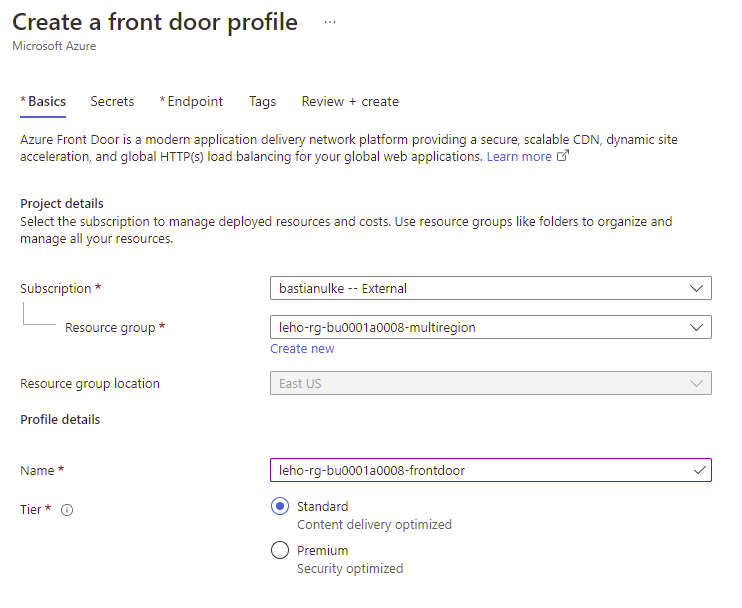 Create a front door profile ...
Microsoft Azure
* Basics Secrets * Endpoint Tags Review + create
Azure Front Door is a modern application delivery network platform providing a secure, scalable CDN, dynamic site
acceleration, and global HTTP(s) load balancing for your global web applications. Learn more
Project details
Select the subscription to manage deployed resources and costs. Use resource groups like folders to organize and
manage all your resources.
Subscription * bastianulke -- External
Resource group * leho-rg-bu0001a0008-multiregion
Create new
Resource group location East US
Profile details
Name * leho-rg-bu0001a0008-frontdoor
Tier * Standard
Content delivery optimized
Premium
Security optimized